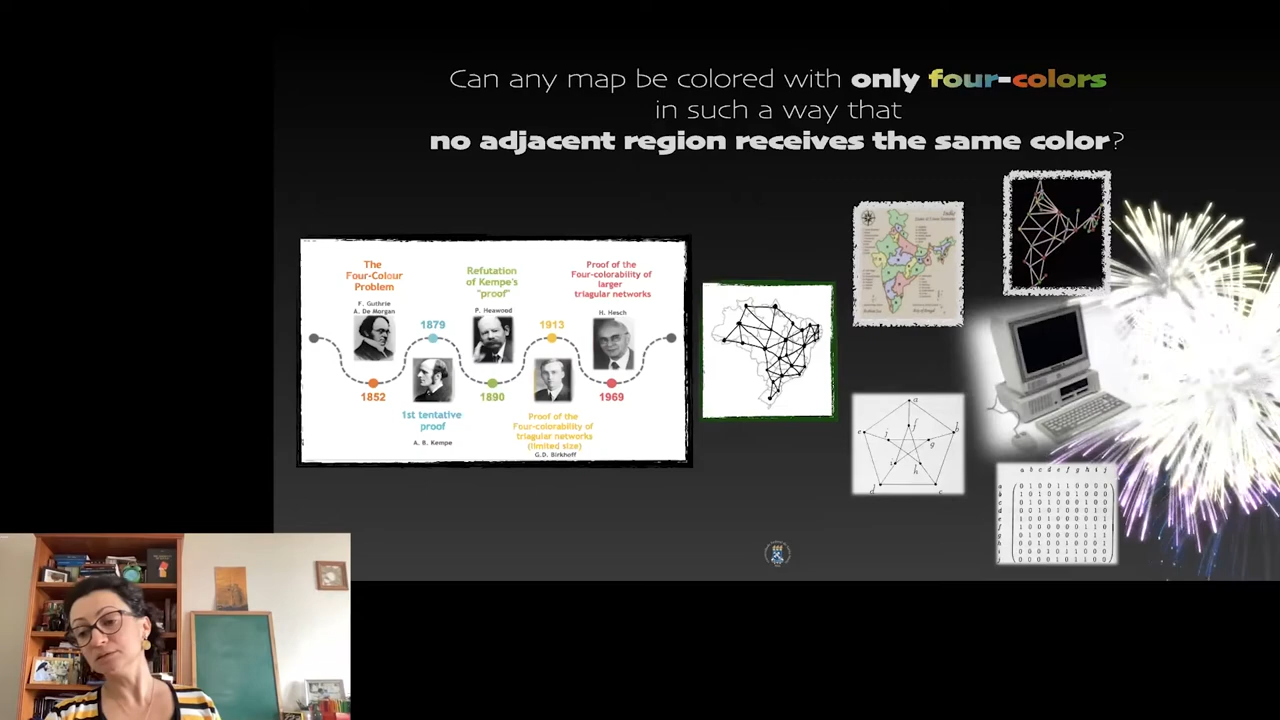 Can any map be colored with only four-colors
in such a way that
no adjacent region receives the same color?
The
Four-Colour
Problem
F. Guthrie
A. De Morgan
1852
1879
1st tentative
proof
A. B. Kempe
Refutation
of Kempe's
"proof"
P. Heawood
1890
1913
Proof of the
Four-colorability of
triagular networks
(limited size)
G.D. Birkhoff
Proof of the
Four-colorability of
larger
triagular networks
H. Hesch
1969
India
a
e
f
b
j
g
i
h
d
c
a b c d e f g h i j